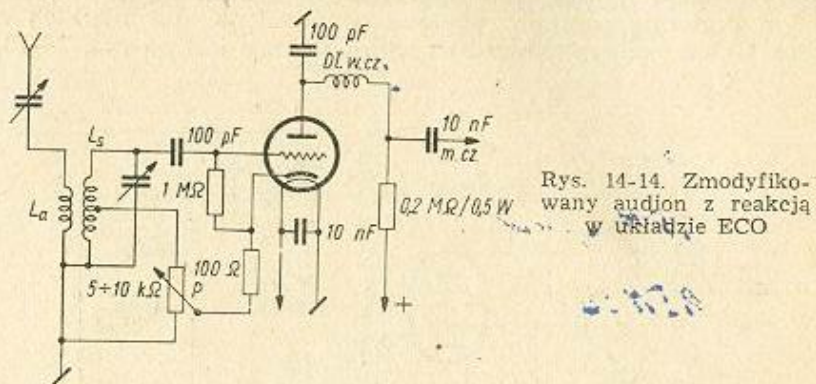 100 pF
Dł.w.cz.
Ls
100 pF
10 nF
m.cz.
La
1 MΩ
10 nF
0,2 MΩ/0,5 W
100 Ω
5÷10 kΩ
P
+
Rys. 14-14. Zmodyfiko-
wany audion z reakcją
w układzie ECO